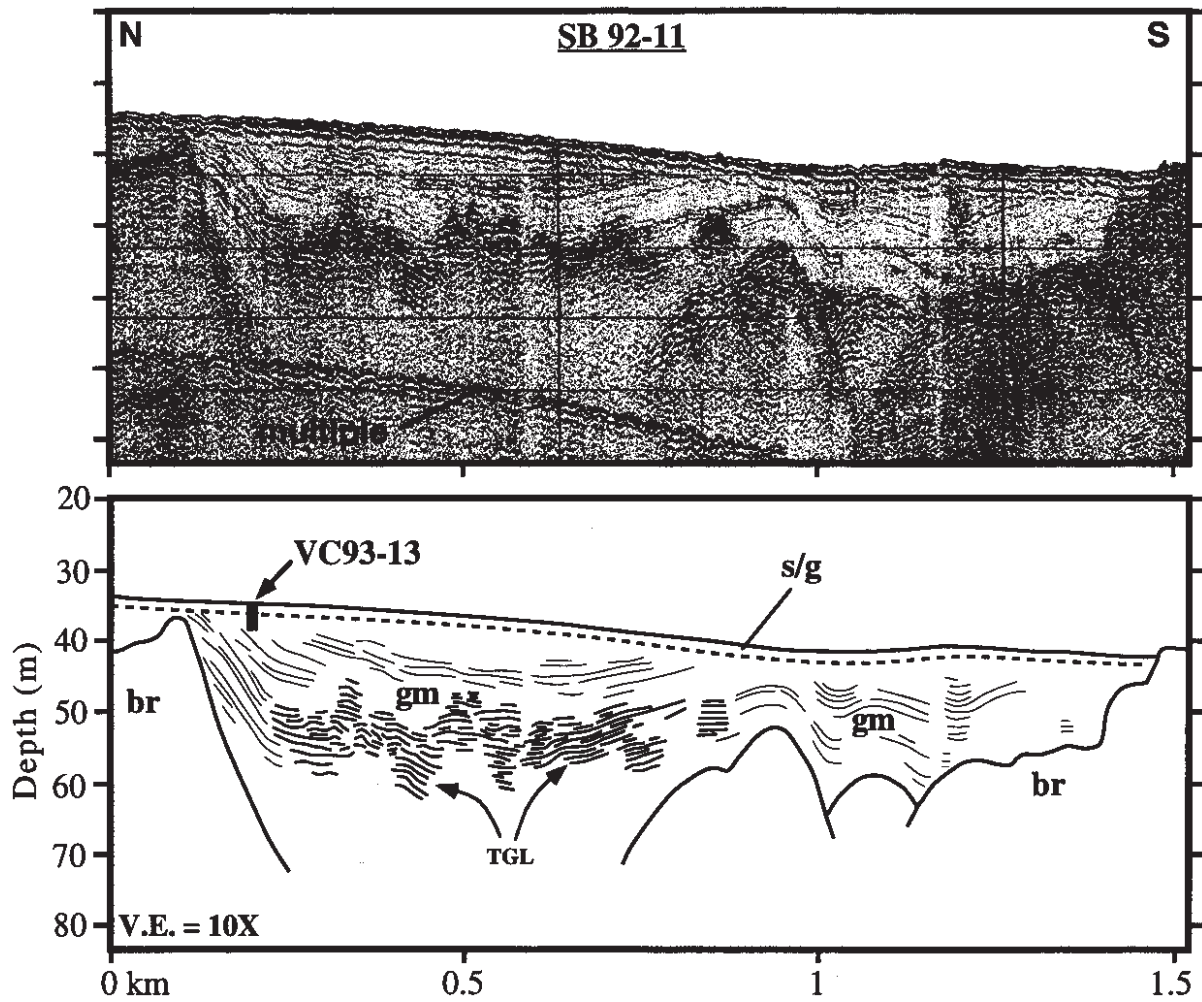 N SB 92-11 S
multiple
20
VC93-13
30
s/g
40
br
gm
gm
50
Depth (m)
60
br
70
TGL
80
V.E. = 10X
0 km 0.5 1 1.5